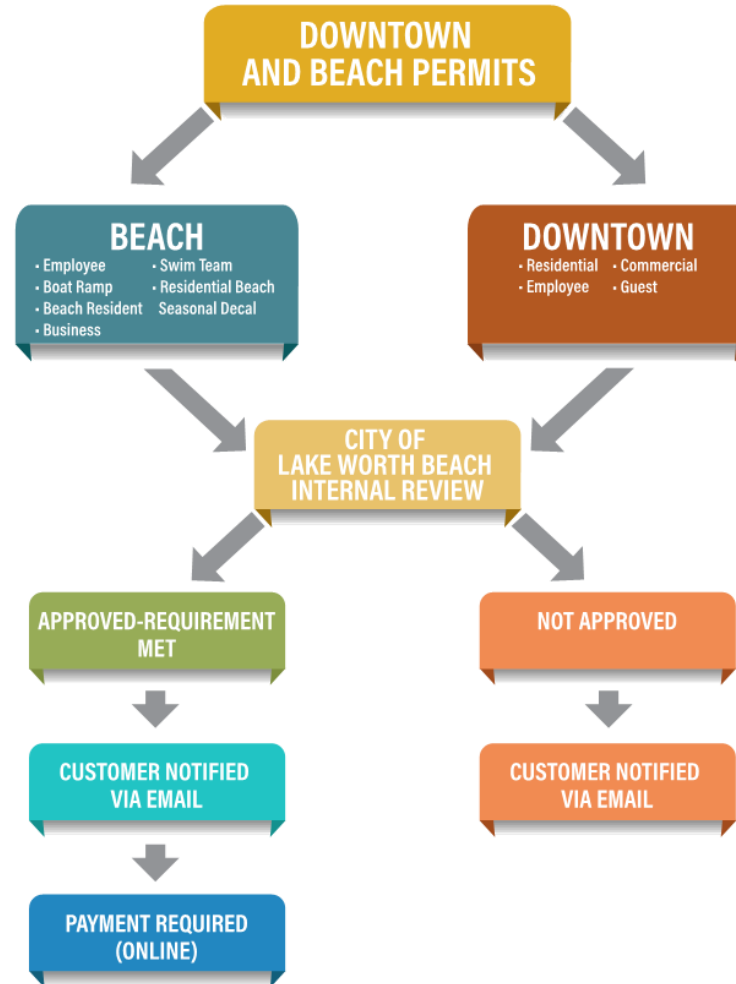 DOWNTOWN
AND BEACH PERMITS
BEACH
• Employee
• Boat Ramp
• Beach Resident
• Business
• Swim Team
• Residential Beach
Seasonal Decal
DOWNTOWN
• Residential
• Employee
• Commercial
• Guest
CITY OF
LAKE WORTH BEACH
INTERNAL REVIEW
APPROVED-REQUIREMENT
MET
NOT APPROVED
CUSTOMER NOTIFIED
VIA EMAIL
CUSTOMER NOTIFIED
VIA EMAIL
PAYMENT REQUIRED
(ONLINE)